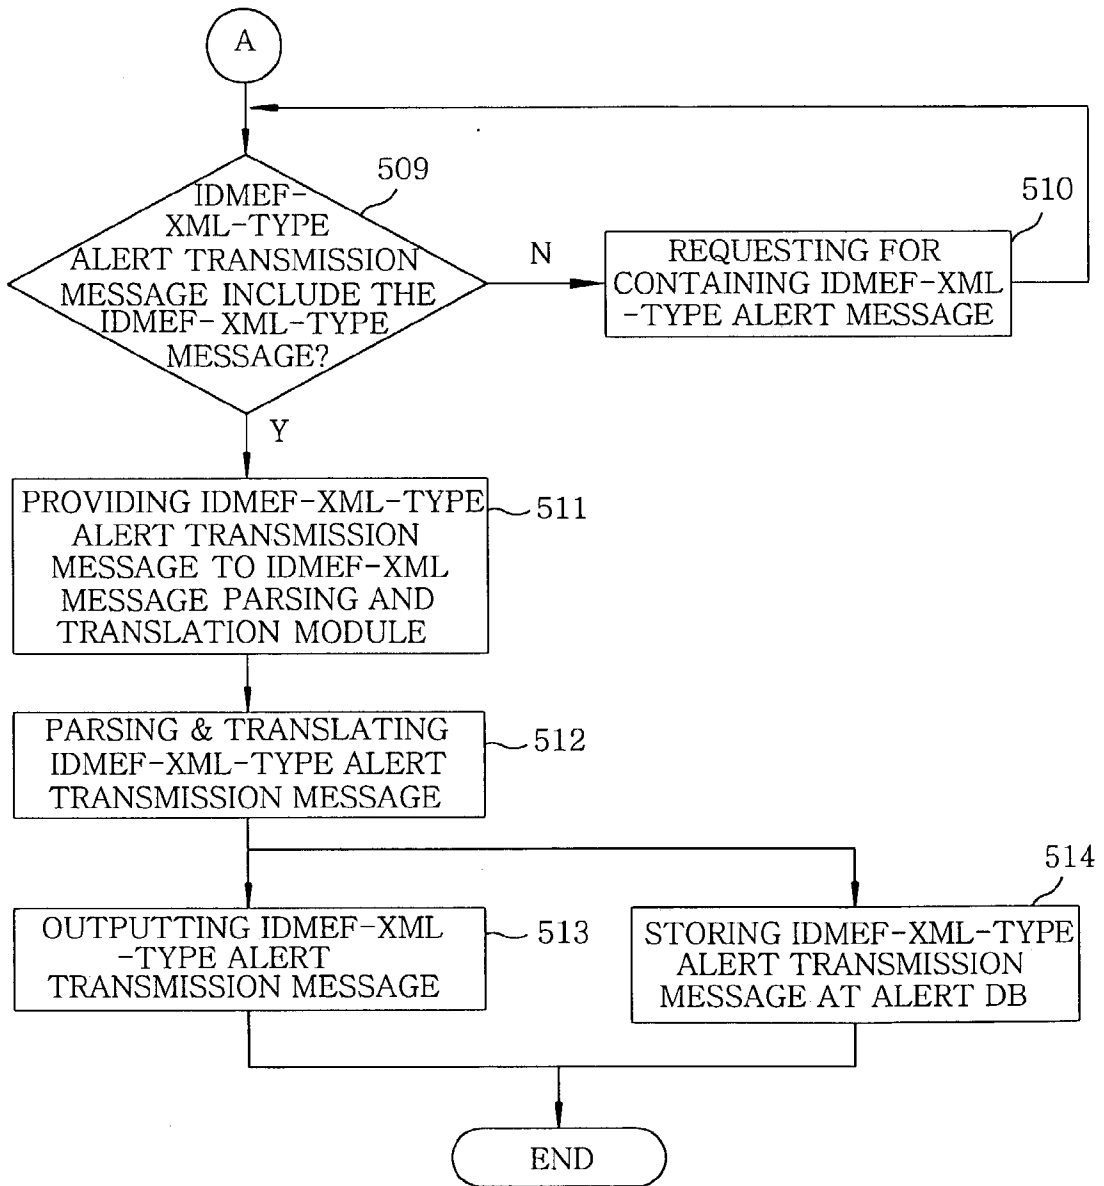 A
509
IDMEF-
XML-TYPE
ALERT TRANSMISSION
MESSAGE INCLUDE THE
IDMEF-XML-TYPE
MESSAGE?
N
510
REQUESTING FOR
CONTAINING IDMEF-XML
-TYPE ALERT MESSAGE
Y
PROVIDING IDMEF-XML-TYPE
ALERT TRANSMISSION
MESSAGE TO IDMEF-XML
MESSAGE PARSING AND
TRANSLATION MODULE
511
PARSING & TRANSLATING
IDMEF-XML-TYPE ALERT
TRANSMISSION MESSAGE
512
OUTPUTTING IDMEF-XML
-TYPE ALERT
TRANSMISSION MESSAGE
513
514
STORING IDMEF-XML-TYPE
ALERT TRANSMISSION
MESSAGE AT ALERT DB
END